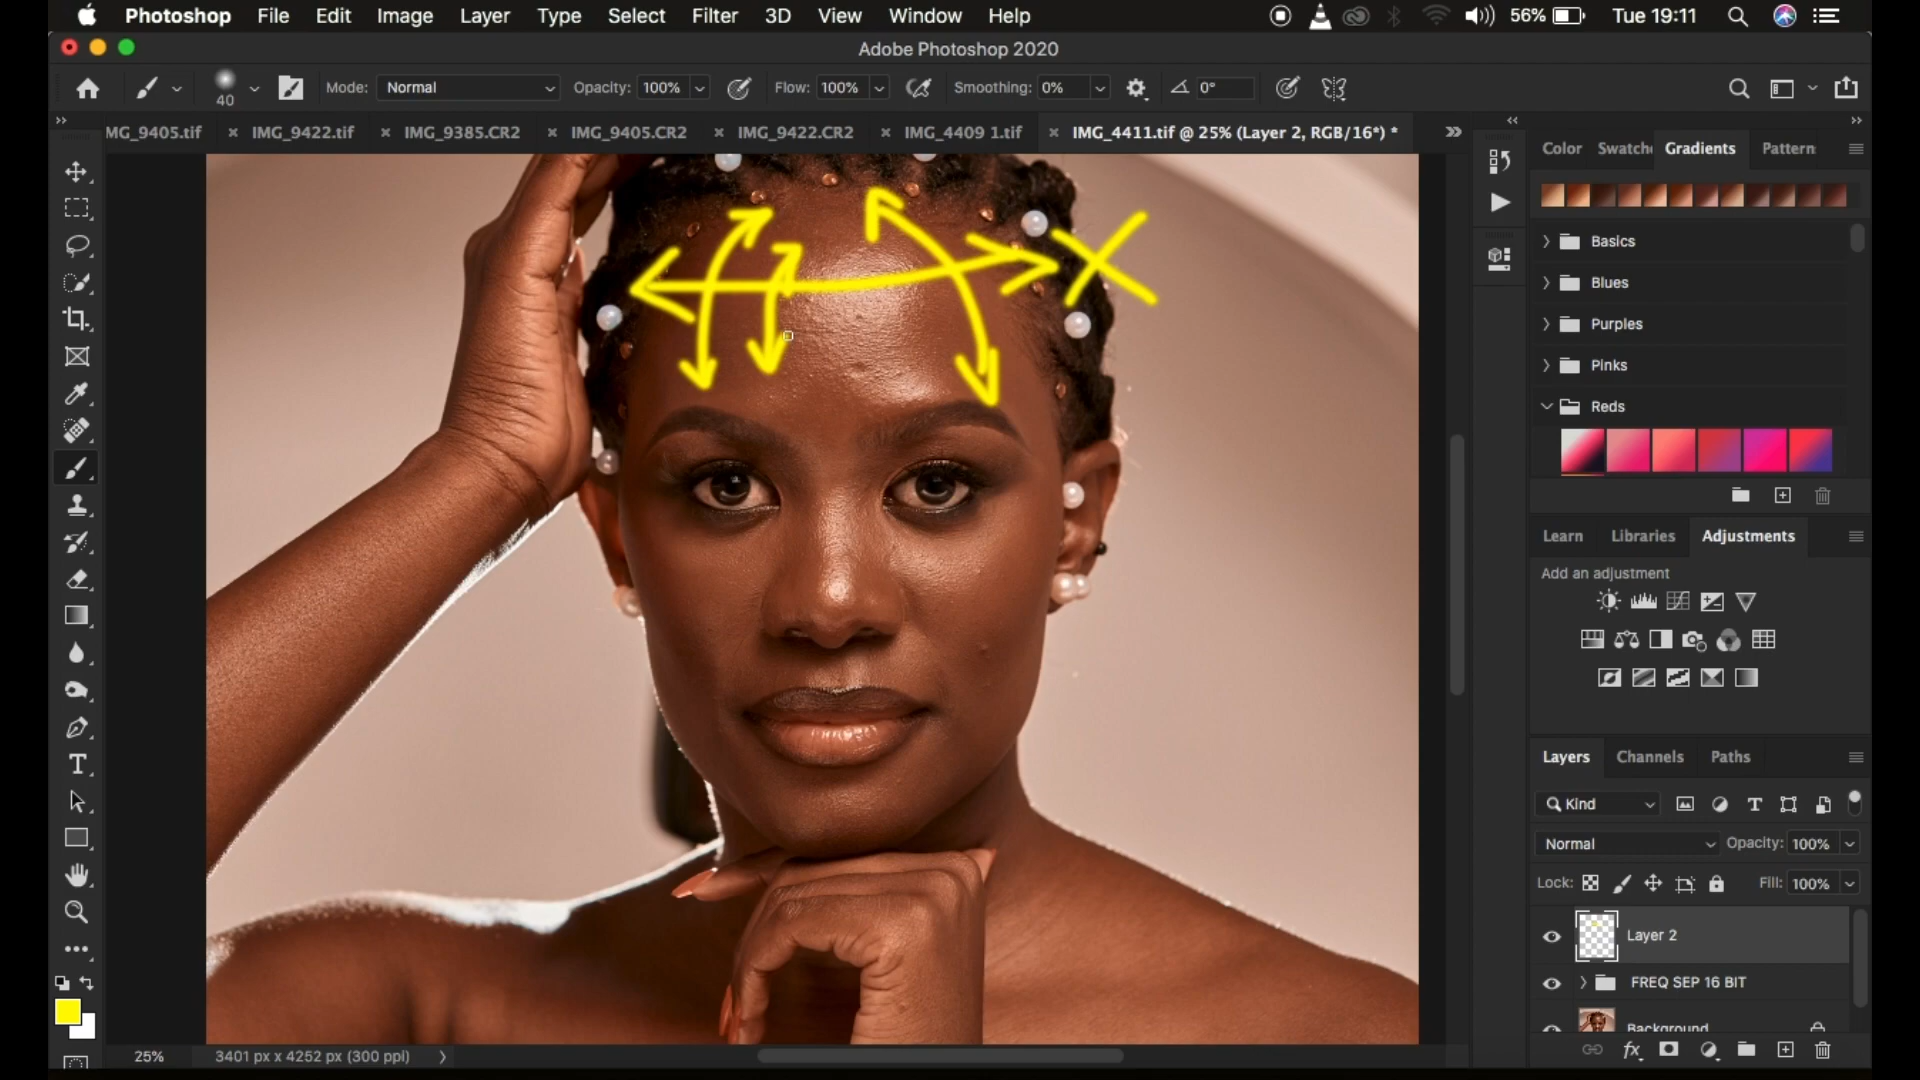 Photoshop File Edit Image Layer Type Select Filter 3D View Window Help 56% Tue 19:11
Adobe Photoshop 2020
40 Mode: Normal Opacity: 100% Flow: 100% Smoothing: 0% 0°
MG_9405.tif IMG_9422.tif IMG_9385.CR2 IMG_9405.CR2 IMG_9422.CR2 IMG_4409 1.tif IMG_4411.tif @ 25% (Layer 2, RGB/16*) *
Color Swatche Gradients Pattern
Basics
Blues
Purples
Pinks
Reds
Learn Libraries Adjustments
Add an adjustment
Layers Channels Paths
Kind
Normal Opacity: 100%
Lock: Fill: 100%
Layer 2
FREQ SEP 16 BIT
Background
25% 3401 px x 4252 px (300 ppi)